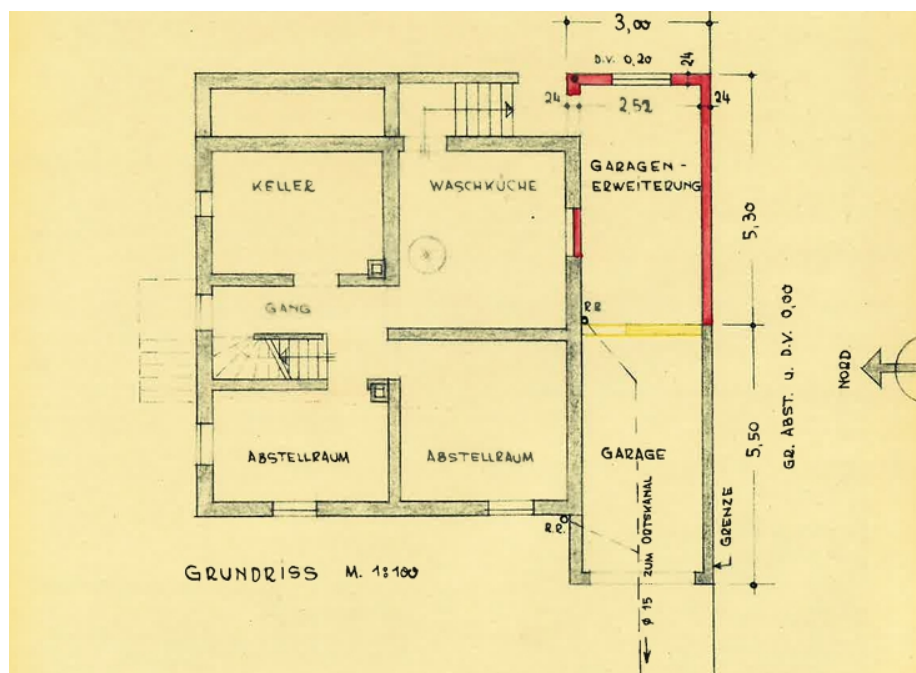 3,00
D.V. 0,20
24
24
2,52
24
GARAGEN-
ERWEITERUNG
KELLER
WASCHKÜCHE
5,30
GANG
R.R.
GR. ABST. u. D.V. 0,00
NORD
ABSTELLRAUM
ABSTELLRAUM
GARAGE
5,50
R.R.
GRENZE
ø 15 ZUM ORTSKANAL
GRUNDRISS M. 1:100